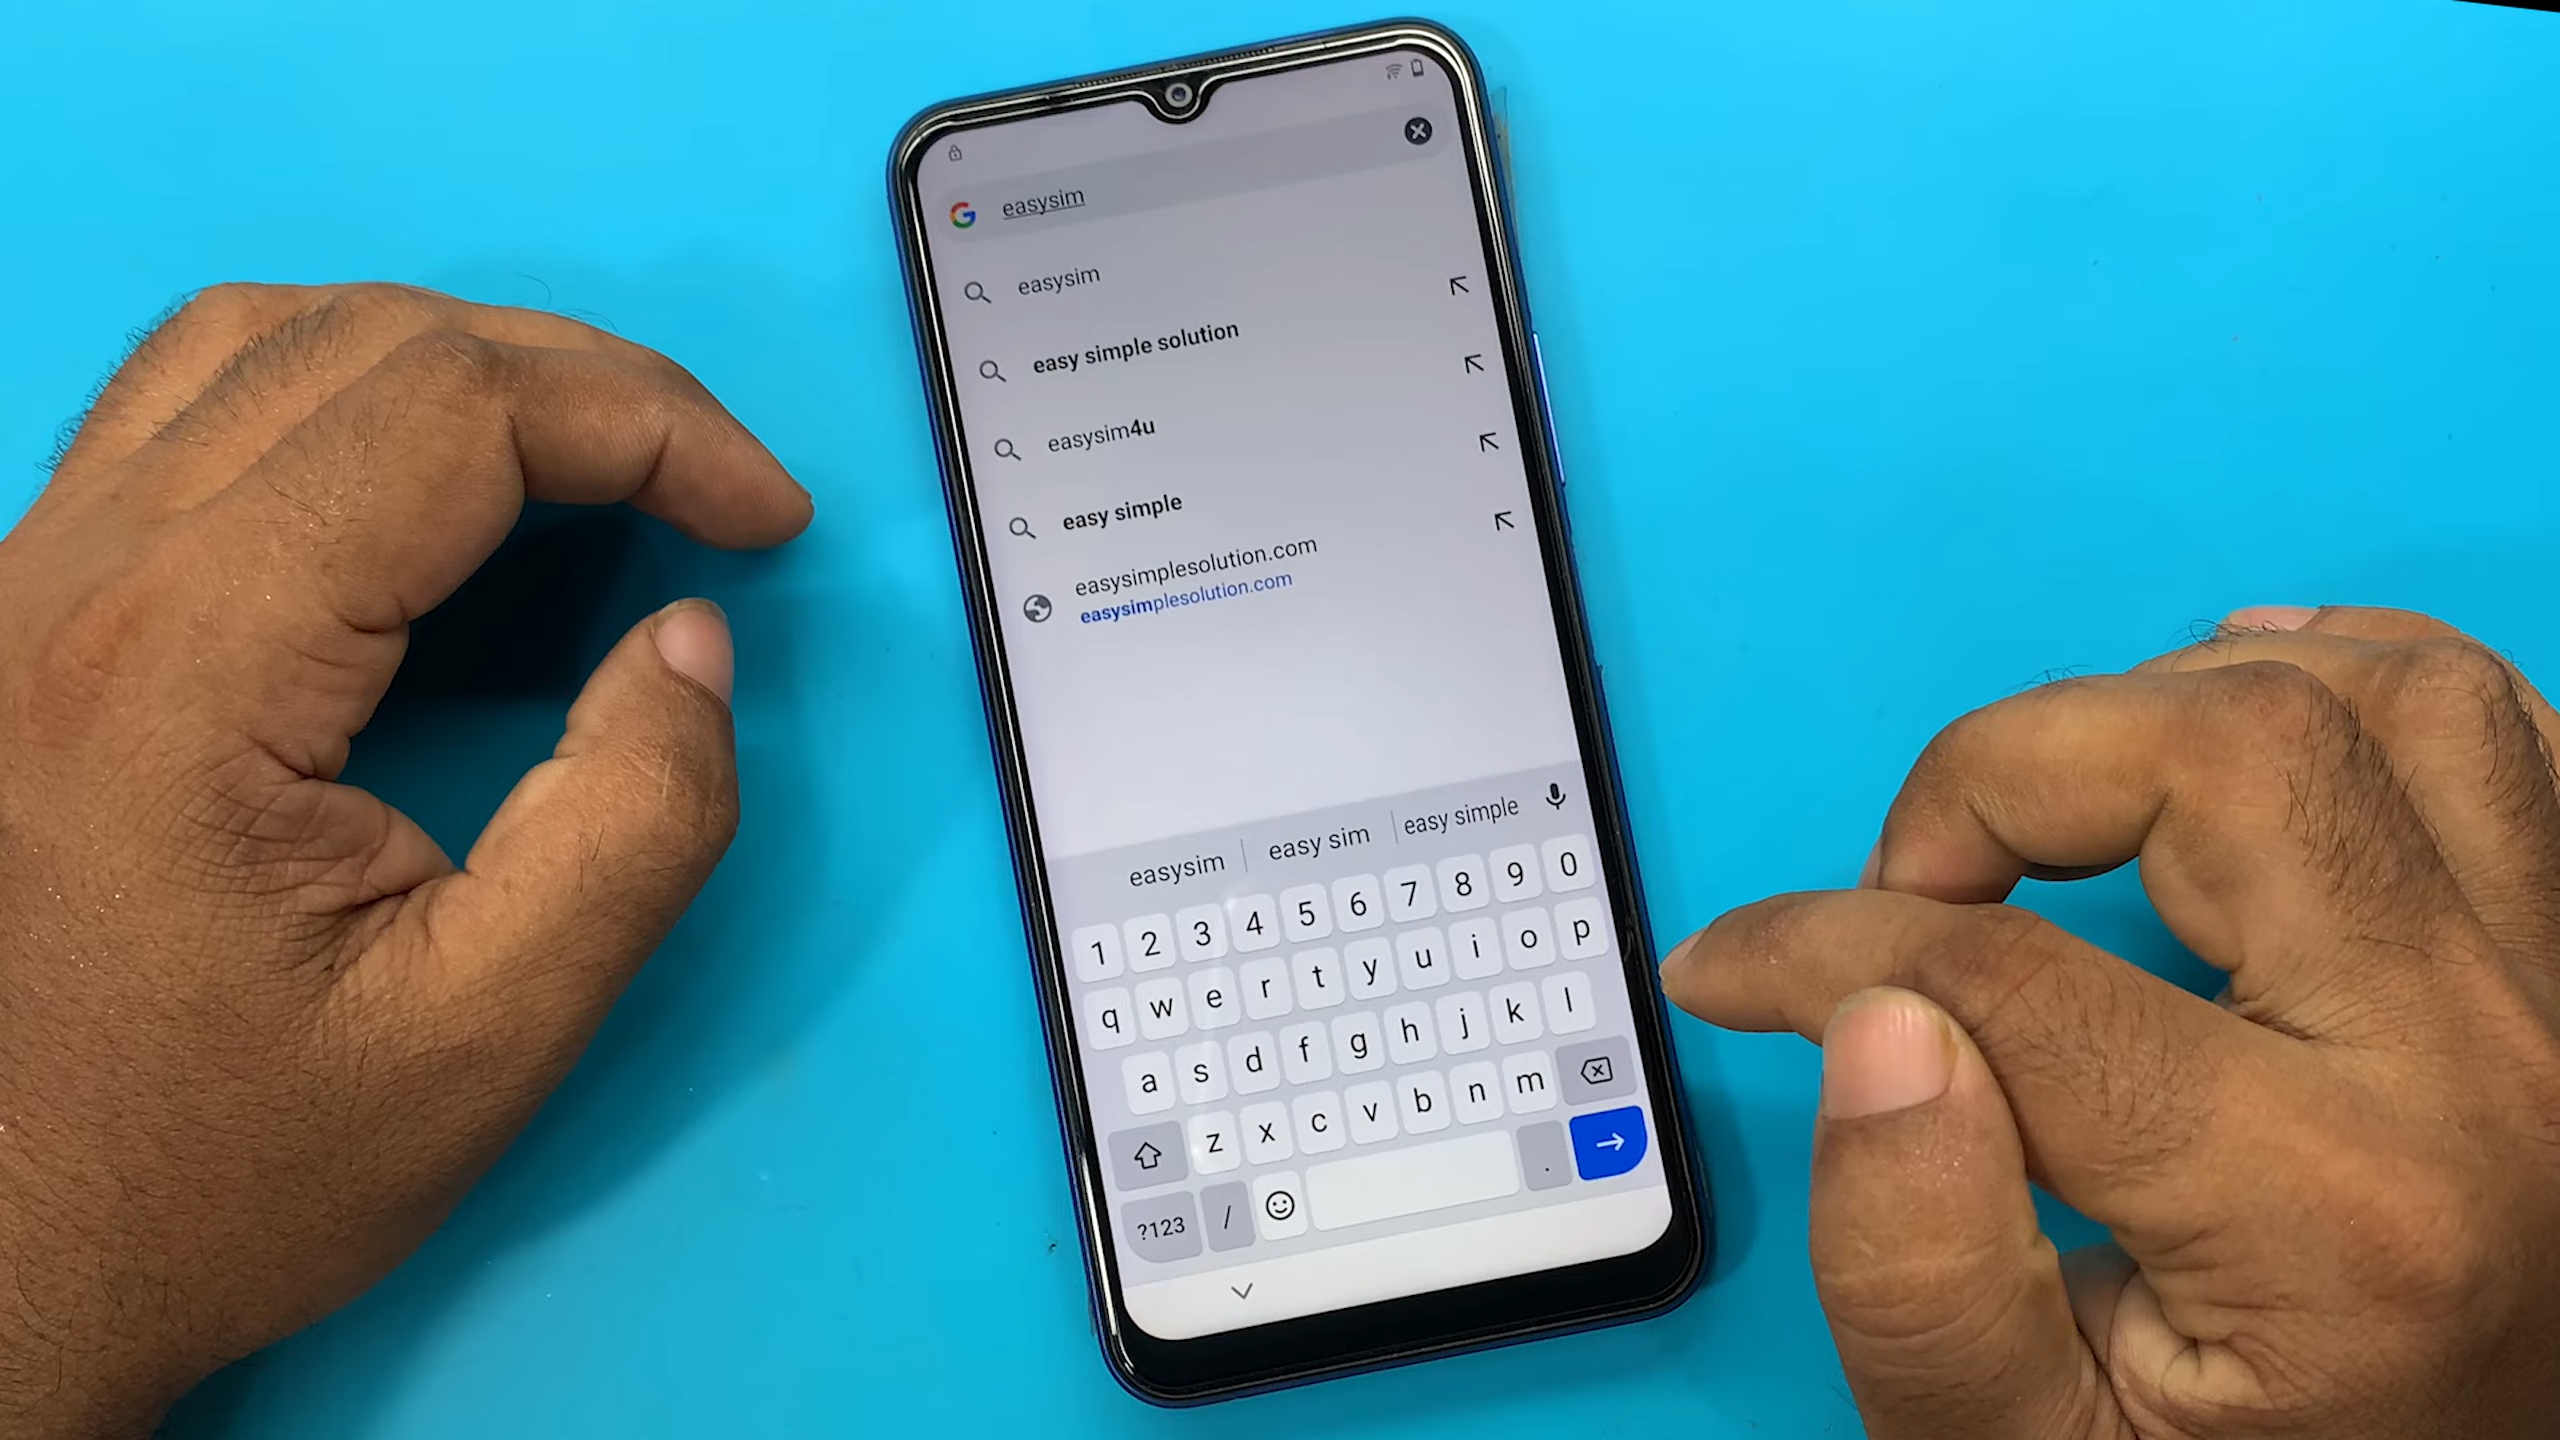 easysim
easysim
easy simple solution
easysim4u
easy simple
easysimplesolution.com
easysimplesolution.com
easysim easy sim easy simple
1 2 3 4 5 6 7 8 9 0
q w e r t y u i o p
a s d f g h j k l
z x c v b n m
?123 / .